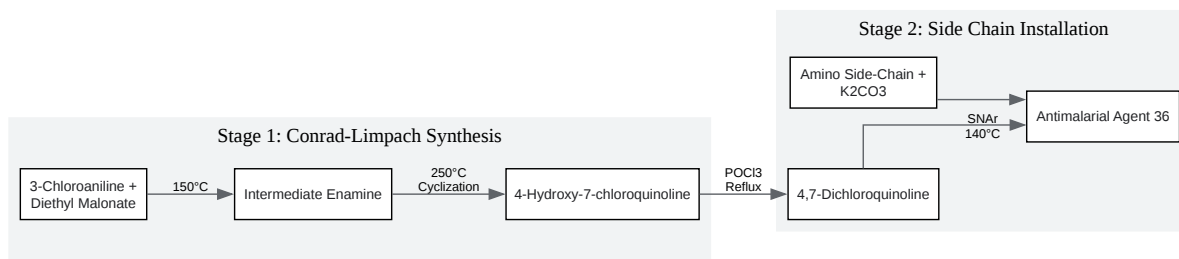 Stage 2: Side Chain Installation
Amino Side-Chain +
K2CO3
Antimalarial Agent 36
SNAr
140°C
Stage 1: Conrad-Limpach Synthesis
3-Chloroaniline +
Diethyl Malonate
150°C
Intermediate Enamine
250°C
Cyclization
4-Hydroxy-7-chloroquinoline
POCl3
Reflux
4,7-Dichloroquinoline